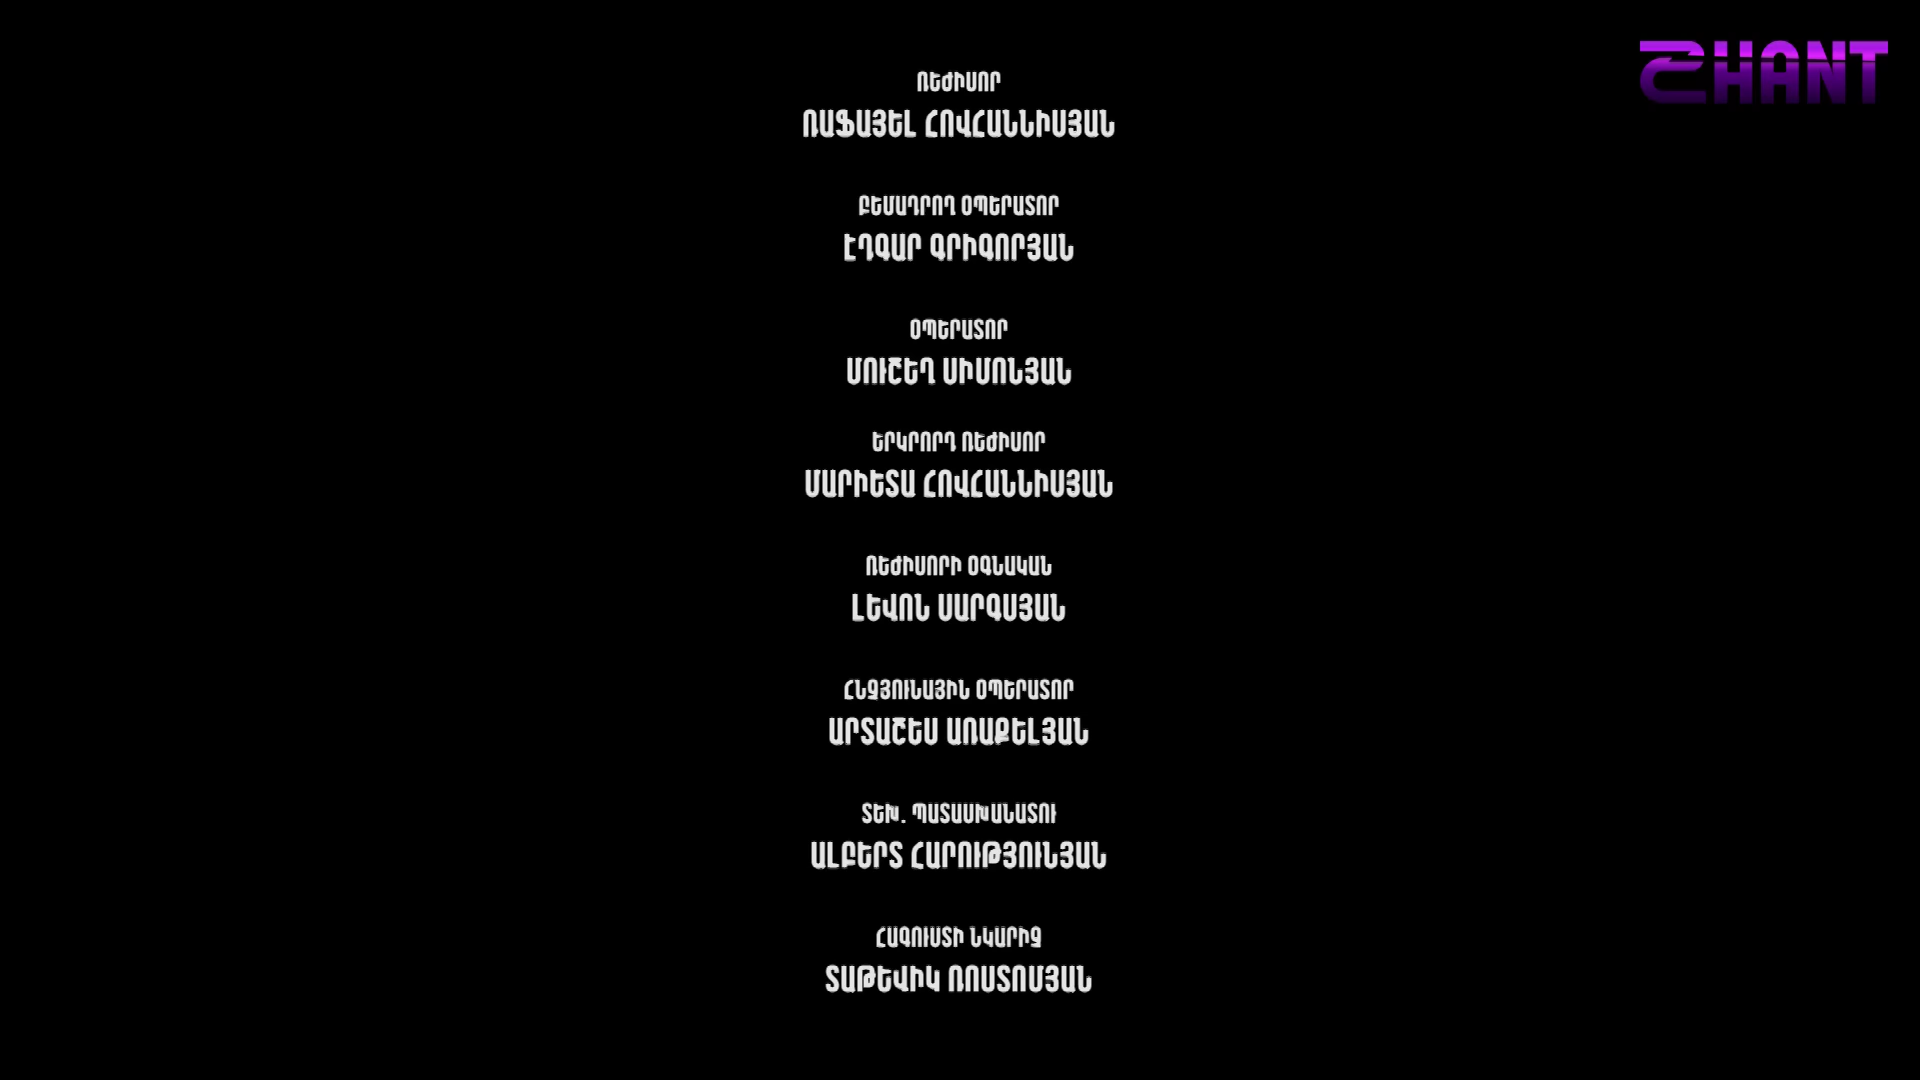 SHANT
ՌԵԺԻՍՈՐ
ՌԱՖԱՅԵԼ ՀՈՎՀԱՆՆԻՍՅԱՆ
ԲԵՄԱԴՐՈՂ ՕՊԵՐԱՏՈՐ
ԷԴԳԱՐ ԳՐԻԳՈՐՅԱՆ
ՕՊԵՐԱՏՈՐ
ՄՈՒՇԵՂ ՍԻՄՈՆՅԱՆ
ԵՐԿՐՈՐԴ ՌԵԺԻՍՈՐ
ՄԱՐԻԵՏԱ ՀՈՎՀԱՆՆԻՍՅԱՆ
ՌԵԺԻՍՈՐԻ ՕԳՆԱԿԱՆ
ԼԵՎՈՆ ՍԱՐԳՍՅԱՆ
ՀՆՉՅՈՒՆԱՅԻՆ ՕՊԵՐԱՏՈՐ
ԱՐՏԱՇԵՍ ԱՌԱՔԵԼՅԱՆ
ՏԵԽ. ՊԱՏԱՍԽԱՆԱՏՈՒ
ԱԼԲԵՐՏ ՀԱՐՈՒԹՅՈՒՆՅԱՆ
ՀԱԳՈՒՍՏԻ ՆԿԱՐԻՉ
ՏԱԹԵՎԻԿ ՌՈՍՏՈՄՅԱՆ